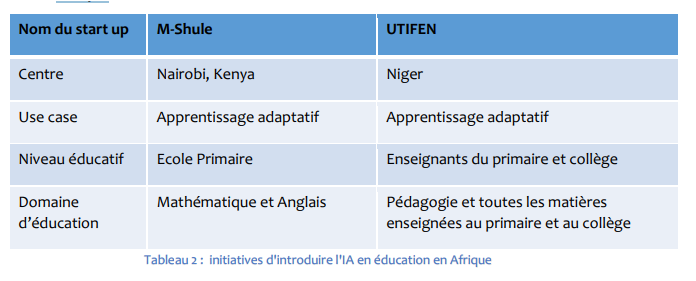 Nom du start up M-Shule UTIFEN
Centre Nairobi, Kenya Niger
Use case Apprentissage adaptatif Apprentissage adaptatif
Niveau éducatif Ecole Primaire Enseignants du primaire et collège
Domaine Mathématique et Anglais Pédagogie et toutes les matières
d'éducation enseignées au primaire et au collège
Tableau 2 : initiatives d'introduire l'IA en éducation en Afrique